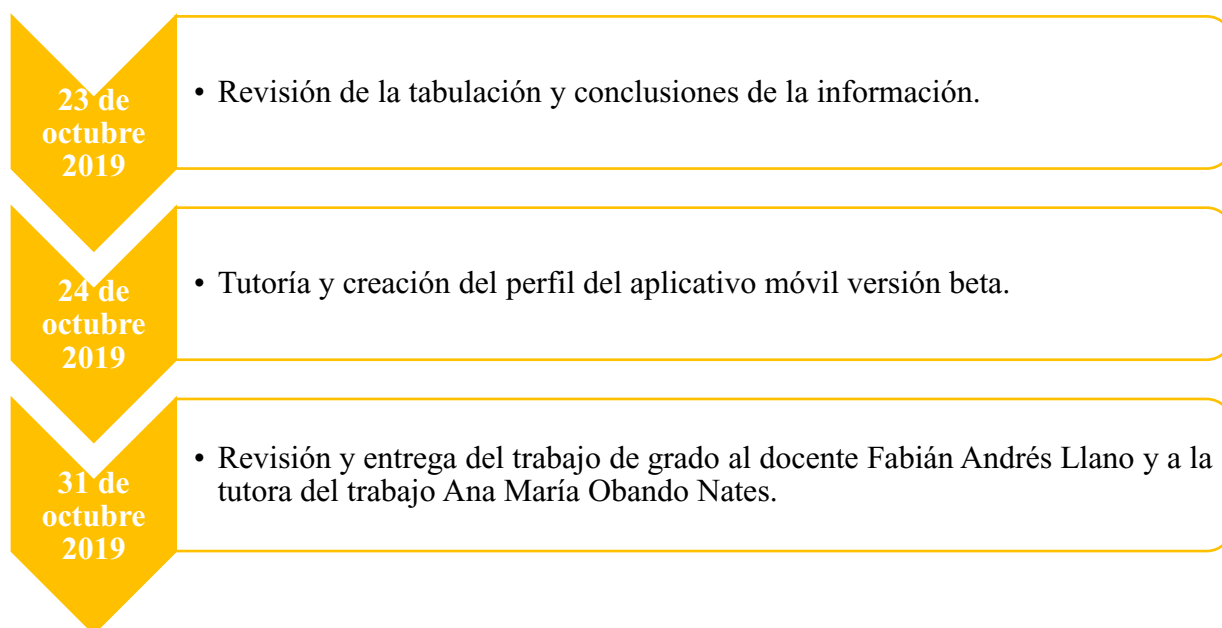 23 de
octubre
2019
• Revisión de la tabulación y conclusiones de la información.
24 de
octubre
2019
• Tutoría y creación del perfil del aplicativo móvil versión beta.
31 de
octubre
2019
• Revisión y entrega del trabajo de grado al docente Fabián Andrés Llano y a la
tutora del trabajo Ana María Obando Nates.